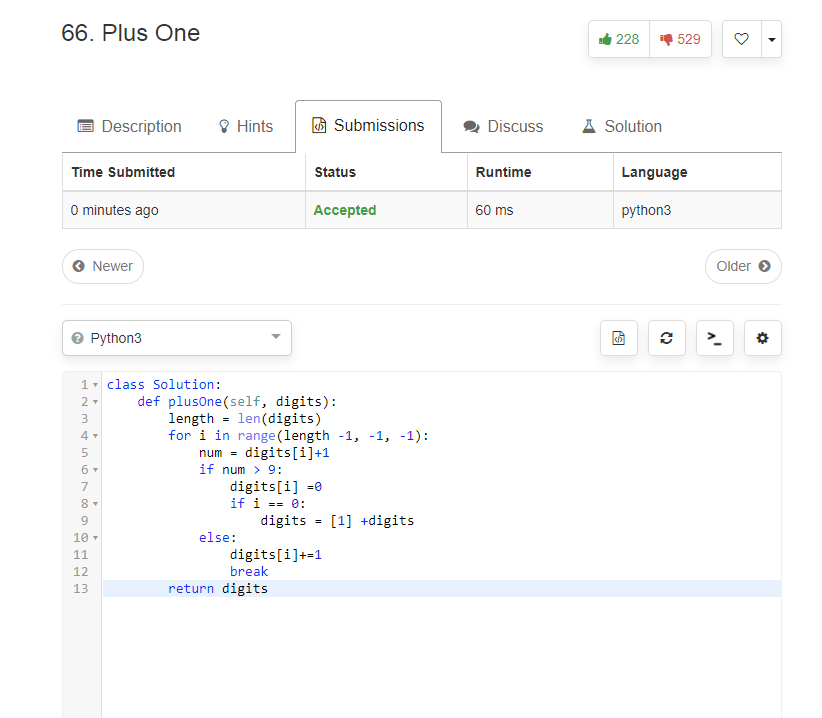 66. Plus One
228 529
Description Hints Submissions Discuss Solution
Time Submitted Status Runtime Language
0 minutes ago Accepted 60 ms python3
Newer Older
Python3
1 class Solution:
2     def plusOne(self, digits):
3         length = len(digits)
4         for i in range(length -1, -1, -1):
5             num = digits[i]+1
6             if num > 9:
7                 digits[i] =0
8                 if i == 0:
9                     digits = [1] +digits
10             else:
11                 digits[i]+=1
12                 break
13         return digits